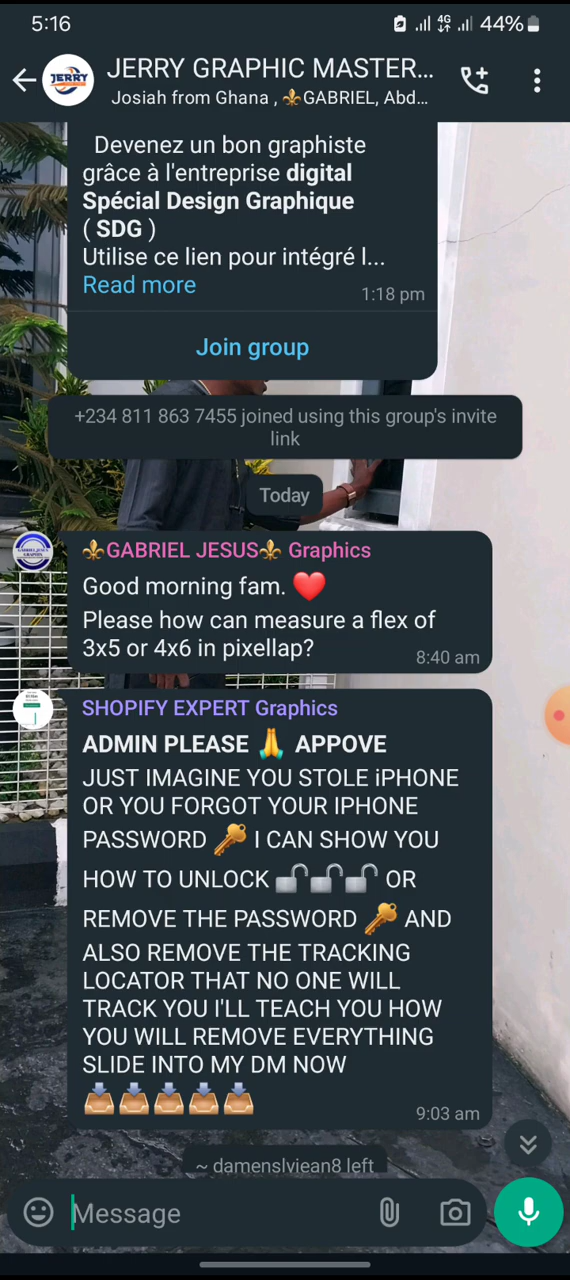 5:16
4G
44%
JERRY
JERRY GRAPHIC MASTER...
Josiah from Ghana , ⚜️GABRIEL, Abd...
Devenez un bon graphiste
grâce à l'entreprise digital
Spécial Design Graphique
( SDG )
Utilise ce lien pour intégré l...
Read more
1:18 pm
Join group
+234 811 863 7455 joined using this group's invite
link
Today
⚜️GABRIEL JESUS⚜️ Graphics
Good morning fam. ❤️
Please how can measure a flex of
3x5 or 4x6 in pixellap?
8:40 am
SHOPIFY EXPERT Graphics
ADMIN PLEASE 🙏 APPOVE
JUST IMAGINE YOU STOLE iPHONE
OR YOU FORGOT YOUR IPHONE
PASSWORD 🔑 I CAN SHOW YOU
HOW TO UNLOCK 🔓🔓🔓 OR
REMOVE THE PASSWORD 🔑 AND
ALSO REMOVE THE TRACKING
LOCATOR THAT NO ONE WILL
TRACK YOU I'LL TEACH YOU HOW
YOU WILL REMOVE EVERYTHING
SLIDE INTO MY DM NOW
📥📥📥📥📥
9:03 am
~ damenslviean8 left
Message